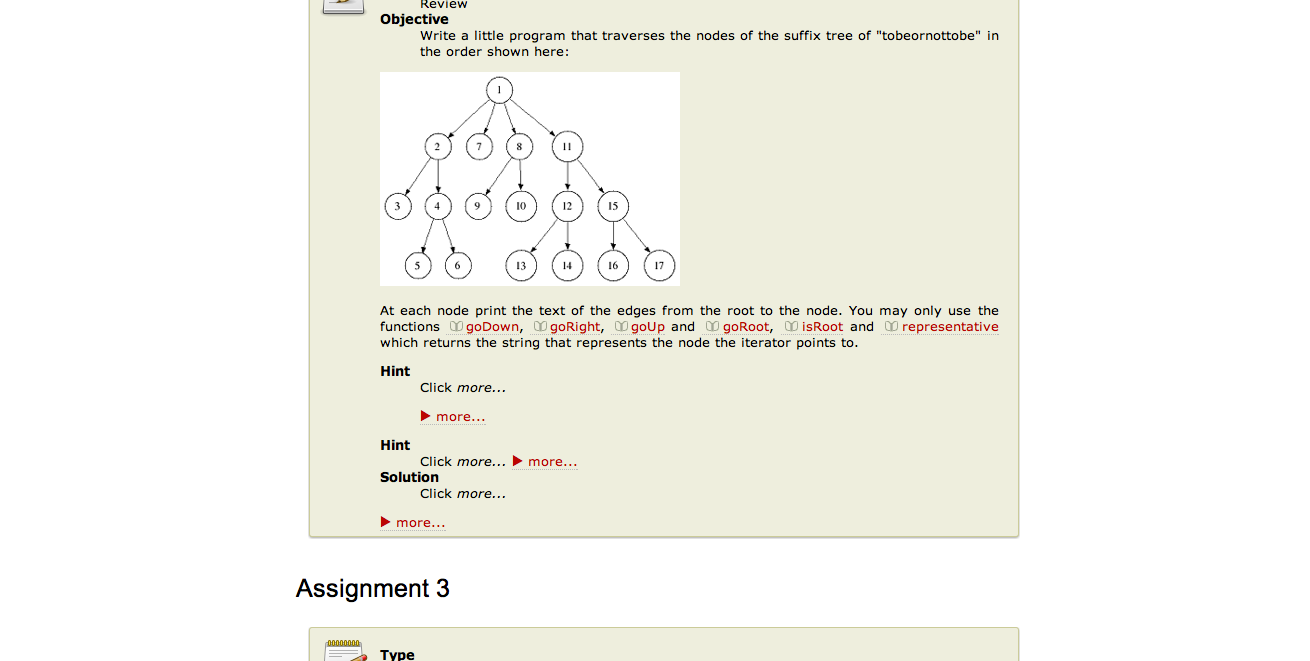 Review
Objective
Write a little program that traverses the nodes of the suffix tree of "tobeornottobe" in
the order shown here:
1
2 7 8 11
3 4 9 10 12 15
5 6 13 14 16 17
At each node print the text of the edges from the root to the node. You may only use the
functions goDown, goRight, goUp and goRoot, isRoot and representative
which returns the string that represents the node the iterator points to.
Hint
Click more...
more...
Hint
Click more... more...
Solution
Click more...
more...
Assignment 3
Type